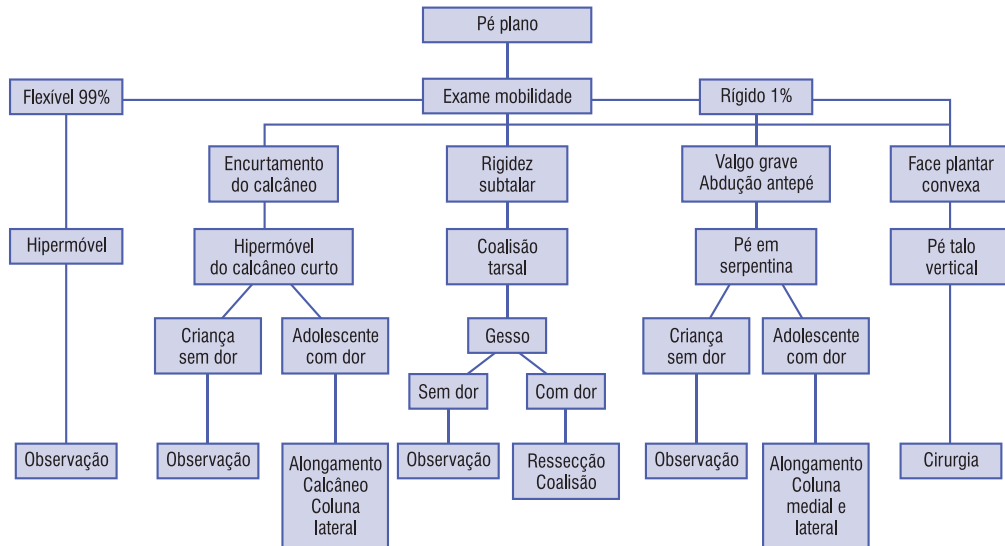 Pé plano
Flexível 99%
Exame mobilidade
Rígido 1%
Encurtamento
do calcâneo
Rigidez
subtalar
Valgo grave
Abdução antepé
Face plantar
convexa
Hipermóvel
Hipermóvel
do calcâneo curto
Coalisão
tarsal
Pé em
serpentina
Pé talo
vertical
Criança
sem dor
Adolescente
com dor
Gesso
Criança
sem dor
Adolescente
com dor
Sem dor
Com dor
Observação
Observação
Alongamento
Calcâneo
Coluna
lateral
Observação
Ressecção
Coalisão
Observação
Alongamento
Coluna
medial e
lateral
Cirurgia